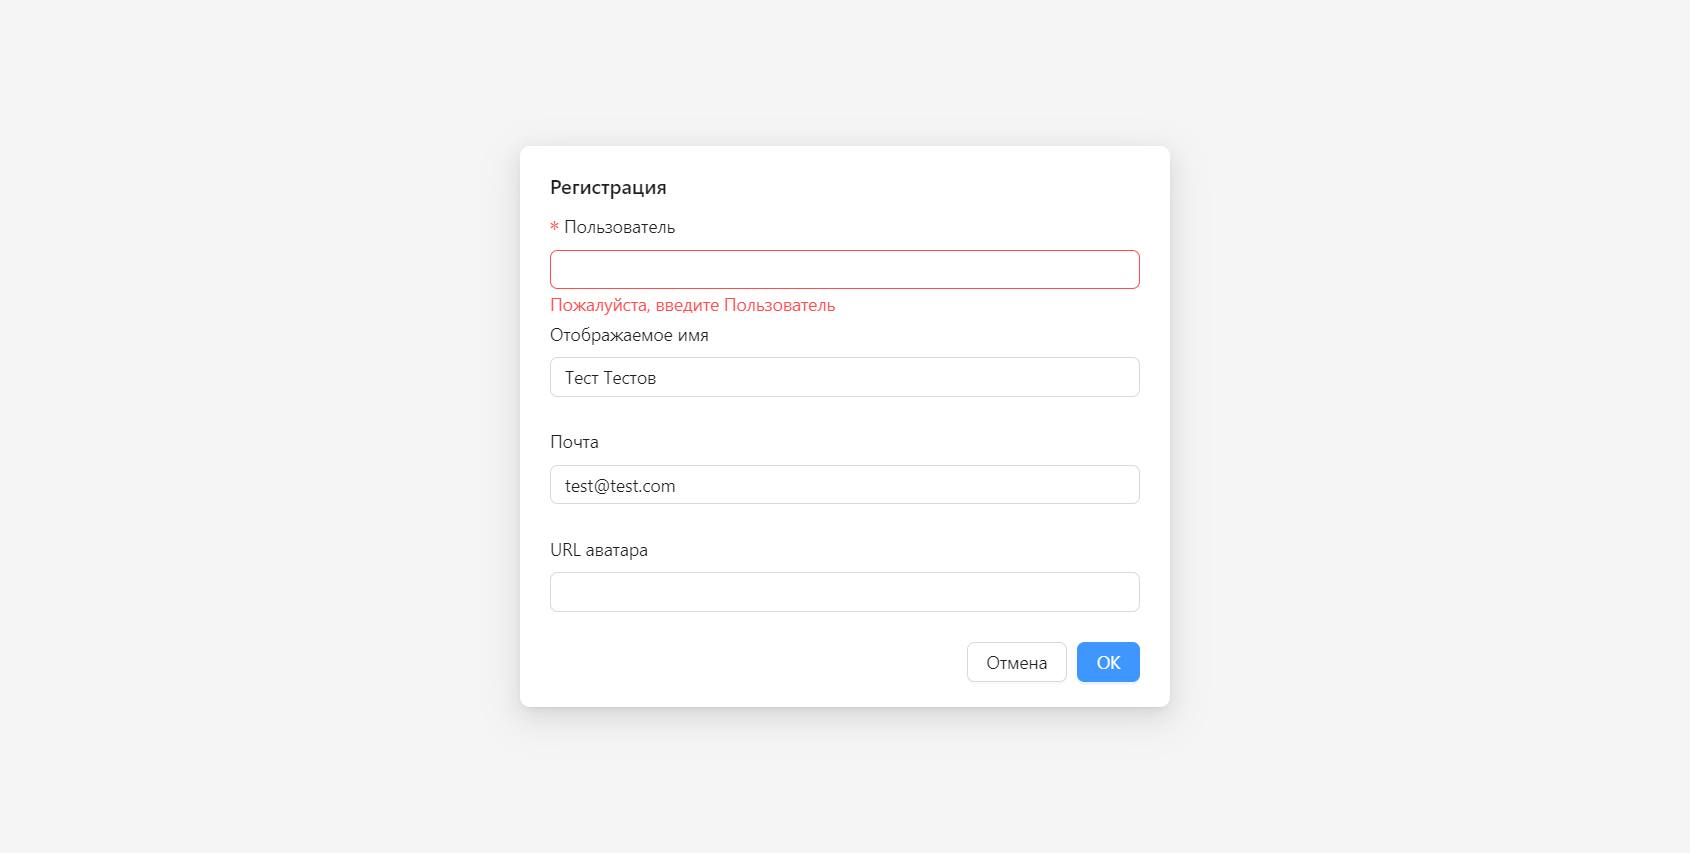 Регистрация
* Пользователь
Пожалуйста, введите Пользователь
Отображаемое имя
Тест Тестов
Почта
test@test.com
URL аватара
Отмена OK